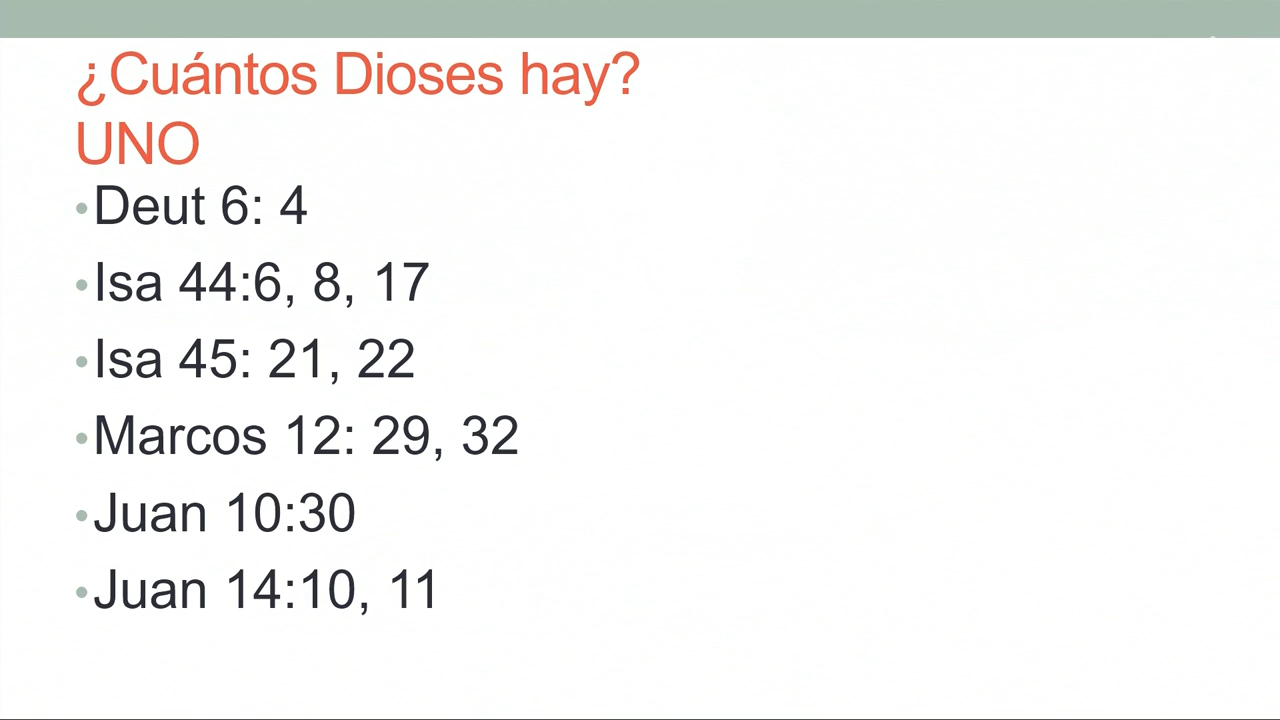 ¿Cuántos Dioses hay?
UNO
•Deut 6: 4
•Isa 44:6, 8, 17
•Isa 45: 21, 22
•Marcos 12: 29, 32
•Juan 10:30
•Juan 14:10, 11